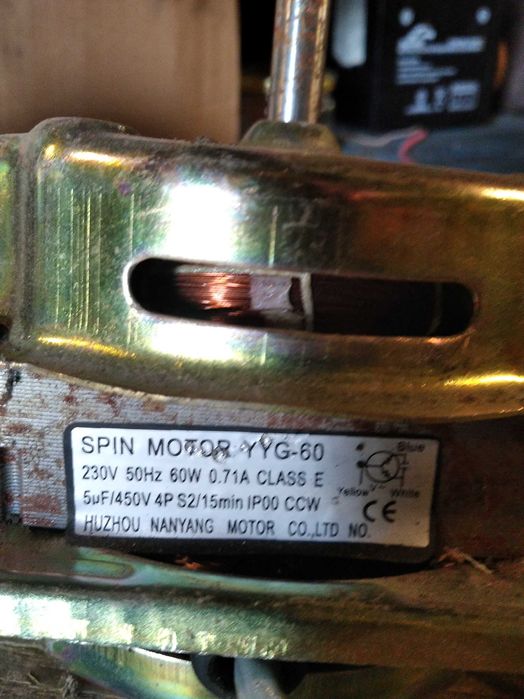 SPIN MOTOR YYG-60
230V 50Hz 60W 0.71A CLASS E
5µF/450V 4P S2/15min IP00 CCW
HUZHOU NANYANG MOTOR CO.,LTD NO.
Blue
Yellow
White
CE